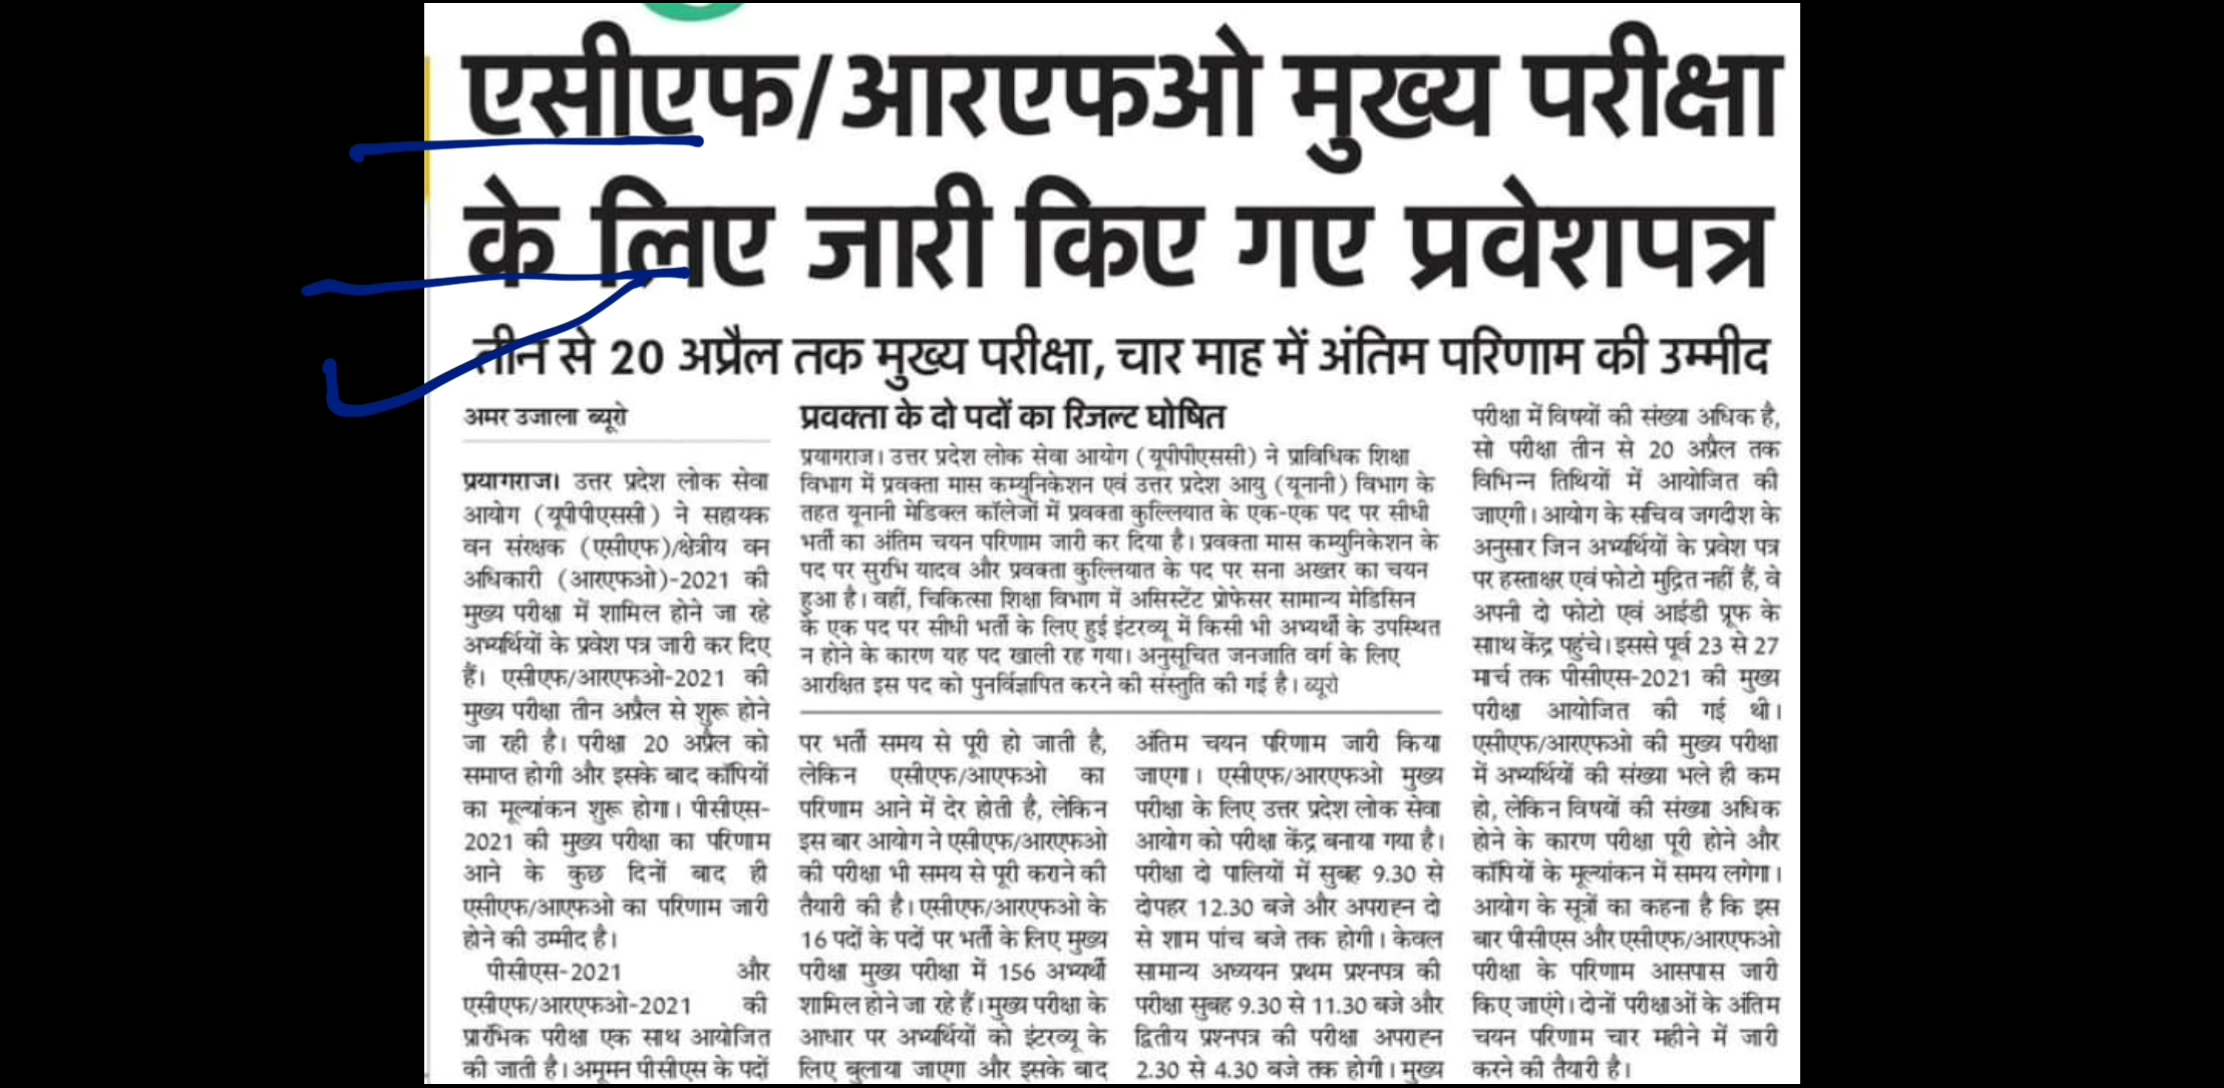 एसीएफ/आरएफओ मुख्य परीक्षा
के लिए जारी किए गए प्रवेशपत्र
तीन से 20 अप्रैल तक मुख्य परीक्षा, चार माह में अंतिम परिणाम की उम्मीद
अमर उजाला ब्यूरो
प्रयागराज। उत्तर प्रदेश लोक सेवा
आयोग (यूपीपीएससी) ने सहायक
वन संरक्षक (एसीएफ)/क्षेत्रीय वन
अधिकारी (आरएफओ)-2021 की
मुख्य परीक्षा में शामिल होने जा रहे
अभ्यर्थियों के प्रवेश पत्र जारी कर दिए
हैं। एसीएफ/आरएफओ-2021 की
मुख्य परीक्षा तीन अप्रैल से शुरू होने
जा रही है। परीक्षा 20 अप्रैल को
समाप्त होगी और इसके बाद कॉपियों
का मूल्यांकन शुरू होगा। पीसीएस-
2021 की मुख्य परीक्षा का परिणाम
आने के कुछ दिनों बाद ही
एसीएफ/आएफओ का परिणाम जारी
होने की उम्मीद है।
पीसीएस-2021 और
एसीएफ/आरएफओ-2021 की
प्रारंभिक परीक्षा एक साथ आयोजित
की जाती है। अमूमन पीसीएस के पदों
प्रवक्ता के दो पदों का रिजल्ट घोषित
प्रयागराज। उत्तर प्रदेश लोक सेवा आयोग (यूपीपीएससी) ने प्राविधिक शिक्षा
विभाग में प्रवक्ता मास कम्युनिकेशन एवं उत्तर प्रदेश आयु (यूनानी) विभाग के
तहत यूनानी मेडिक्ल कॉलेजों में प्रवक्ता कुल्लियात के एक-एक पद पर सीधी
भर्ती का अंतिम चयन परिणाम जारी कर दिया है। प्रवक्ता मास कम्युनिकेशन के
पद पर सुरभि यादव और प्रवक्ता कुल्लियात के पद पर सना अख्तर का चयन
हुआ है। वहीं, चिकित्सा शिक्षा विभाग में असिस्टेंट प्रोफेसर सामान्य मेडिसिन
के एक पद पर सीधी भर्ती के लिए हुई इंटरव्यू में किसी भी अभ्यर्थी के उपस्थित
न होने के कारण यह पद खाली रह गया। अनुसूचित जनजाति वर्ग के लिए
आरक्षित इस पद को पुनर्विज्ञापित करने की संस्तुति की गई है। ब्यूरो
पर भर्ती समय से पूरी हो जाती है,
लेकिन एसीएफ/आएफओ का
परिणाम आने में देर होती है, लेकिन
इस बार आयोग ने एसीएफ/आरएफओ
की परीक्षा भी समय से पूरी कराने की
तैयारी की है। एसीएफ/आरएफओ के
16 पदों के पदों पर भर्ती के लिए मुख्य
परीक्षा मुख्य परीक्षा में 156 अभ्यर्थी
शामिल होने जा रहे हैं। मुख्य परीक्षा के
आधार पर अभ्यर्थियों को इंटरव्यू के
लिए बुलाया जाएगा और इसके बाद
अंतिम चयन परिणाम जारी किया
जाएगा। एसीएफ/आरएफओ मुख्य
परीक्षा के लिए उत्तर प्रदेश लोक सेवा
आयोग को परीक्षा केंद्र बनाया गया है।
परीक्षा दो पालियों में सुबह 9.30 से
दोपहर 12.30 बजे और अपराह्न दो
से शाम पांच बजे तक होगी। केवल
सामान्य अध्ययन प्रथम प्रश्नपत्र की
परीक्षा सुबह 9.30 से 11.30 बजे और
द्वितीय प्रश्नपत्र की परीक्षा अपराह्न
2.30 से 4.30 बजे तक होगी। मुख्य
परीक्षा में विषयों की संख्या अधिक है,
सो परीक्षा तीन से 20 अप्रैल तक
विभिन्न तिथियों में आयोजित की
जाएगी। आयोग के सचिव जगदीश के
अनुसार जिन अभ्यर्थियों के प्रवेश पत्र
पर हस्ताक्षर एवं फोटो मुद्रित नहीं हैं, वे
अपनी दो फोटो एवं आईडी प्रूफ के
साथ केंद्र पहुंचे। इससे पूर्व 23 से 27
मार्च तक पीसीएस-2021 की मुख्य
परीक्षा आयोजित की गई थी।
एसीएफ/आरएफओ की मुख्य परीक्षा
में अभ्यर्थियों की संख्या भले ही कम
हो, लेकिन विषयों की संख्या अधिक
होने के कारण परीक्षा पूरी होने और
कॉपियों के मूल्यांकन में समय लगेगा।
आयोग के सूत्रों का कहना है कि इस
बार पीसीएस और एसीएफ/आरएफओ
परीक्षा के परिणाम आसपास जारी
किए जाएंगे। दोनों परीक्षाओं के अंतिम
चयन परिणाम चार महीने में जारी
करने की तैयारी है।